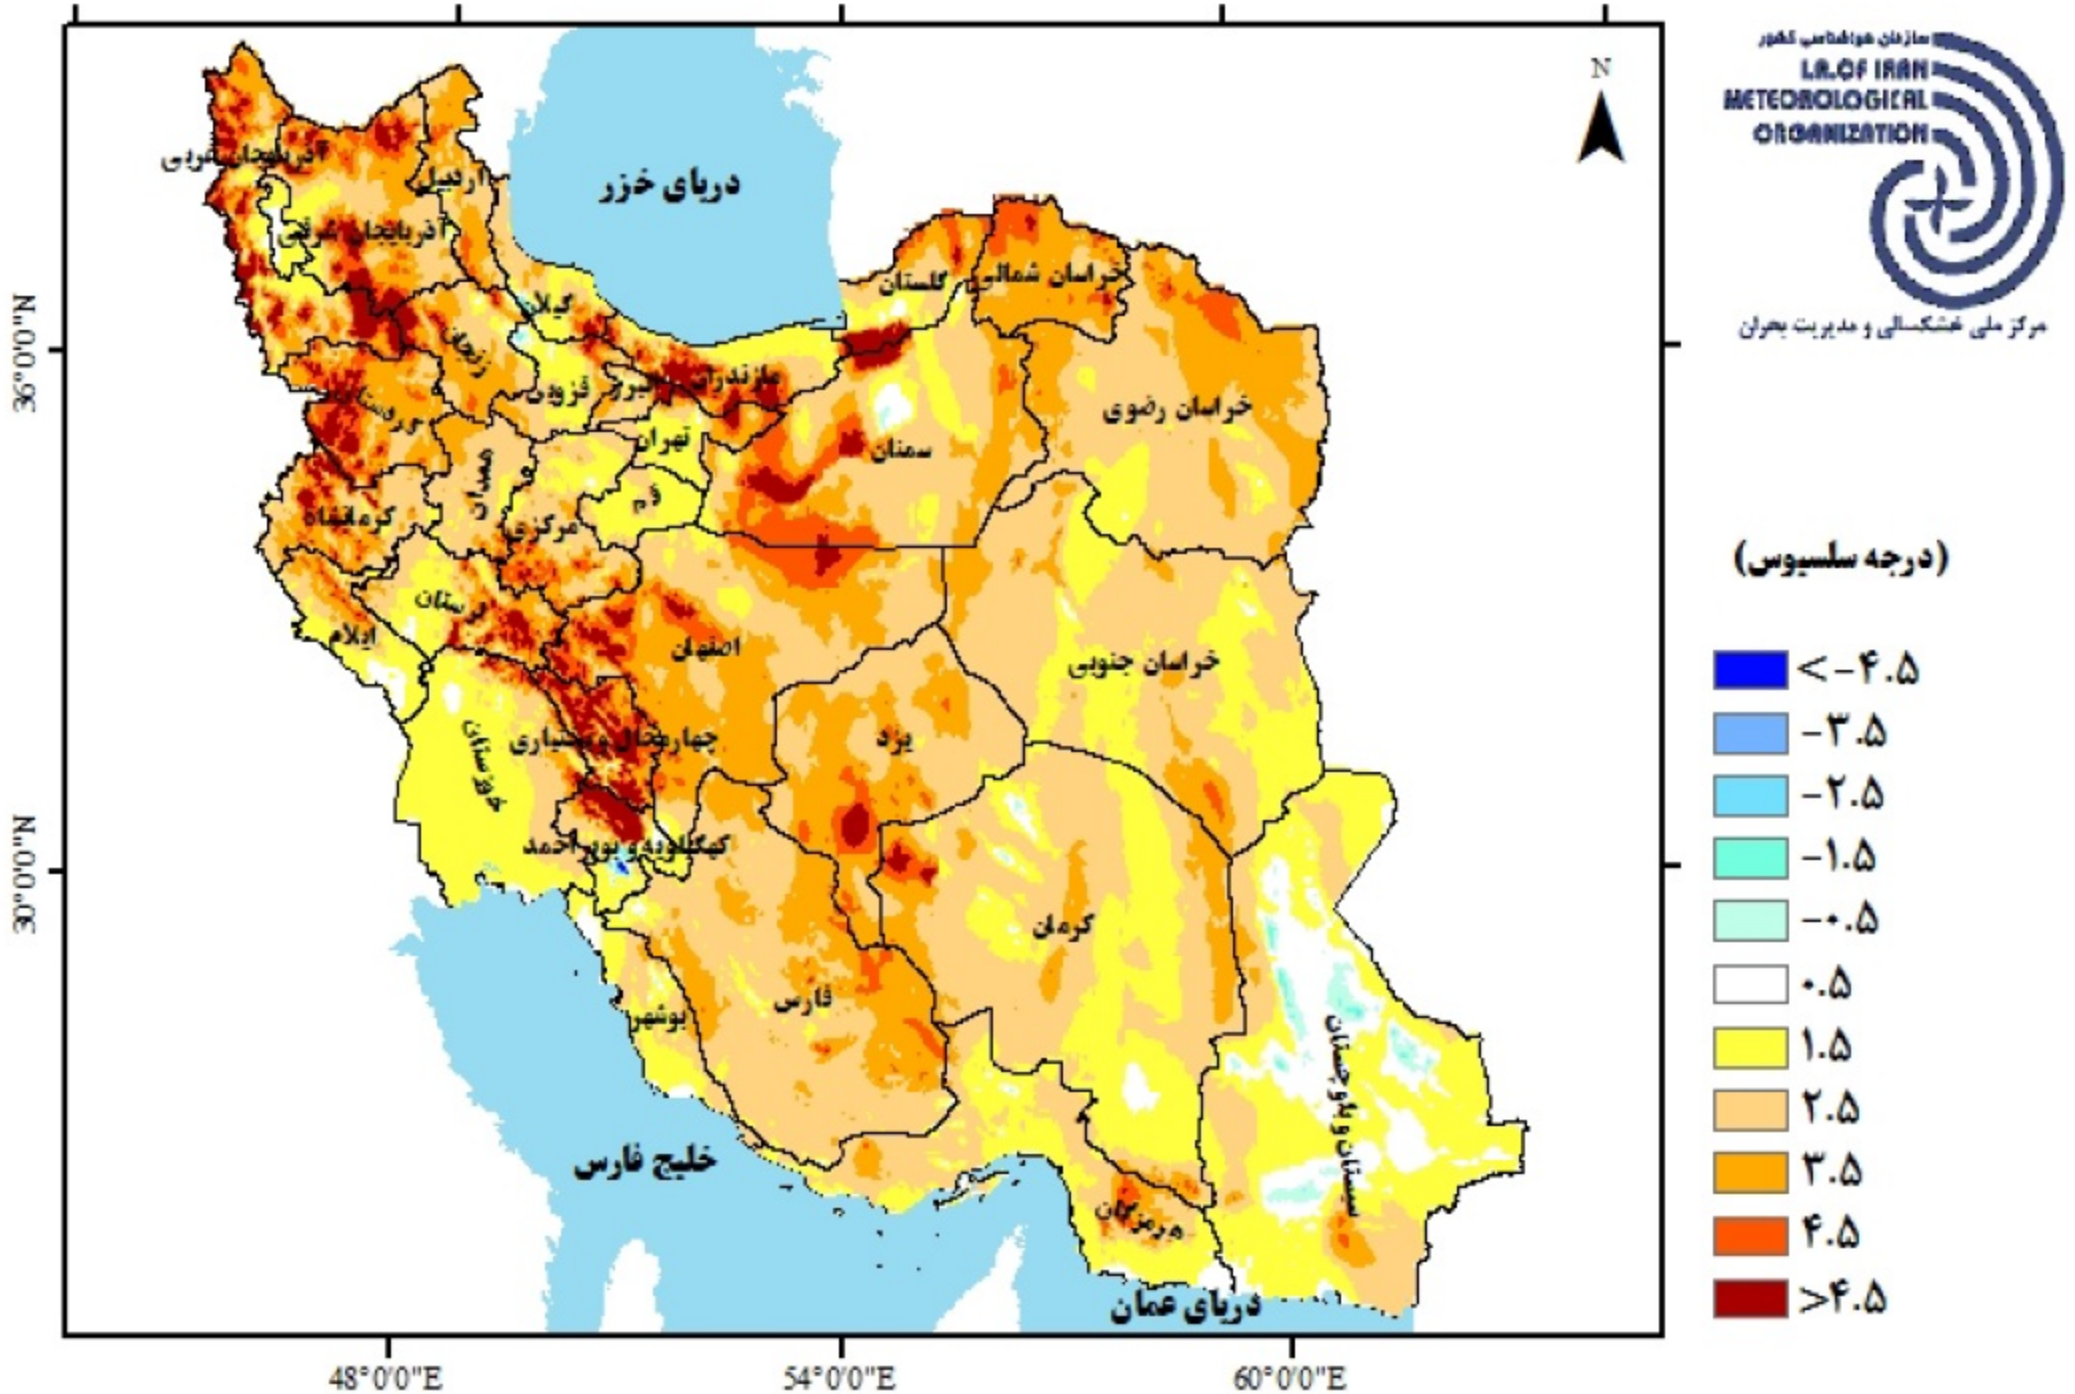 سازمان هواشناسی کشور
I.R.OF IRAN
METEOROLOGICAL
ORGANIZATION
مرکز ملی خشکسالی و مدیریت بحران
N
36°0'0"N
30°0'0"N
48°0'0"E
54°0'0"E
60°0'0"E
دریای خزر
آذربایجان غربی
اردبیل
آذربایجان شرقی
گیلان
زنجان
گلستان
خراسان شمالی
مازندران
البرز
قزوین
کردستان
خراسان رضوی
تهران
سمنان
همدان
قم
کرمانشاه
مرکزی
لرستان
ایلام
اصفهان
خراسان جنوبی
خوزستان
چهارمحال و بختیاری
یزد
کهگیلویه و بویر احمد
کرمان
فارس
بوشهر
سیستان و بلوچستان
خلیج فارس
هرمزگان
دریای عمان
(درجه سلسیوس)
<-۴.۵
-۳.۵
-۲.۵
-۱.۵
-۰.۵
۰.۵
۱.۵
۲.۵
۳.۵
۴.۵
>۴.۵